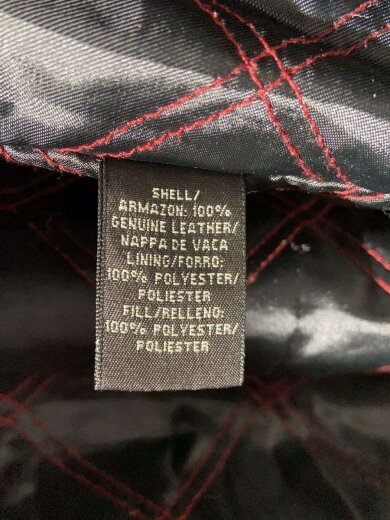 SHELL/
ARMAZON: 100%
GENUINE LEATHER/
NAPPA DE VACA
LINING/FORRO:
100% POLYESTER/
POLIESTER
FILL/RELLENO:
100% POLYESTER/
POLIESTER